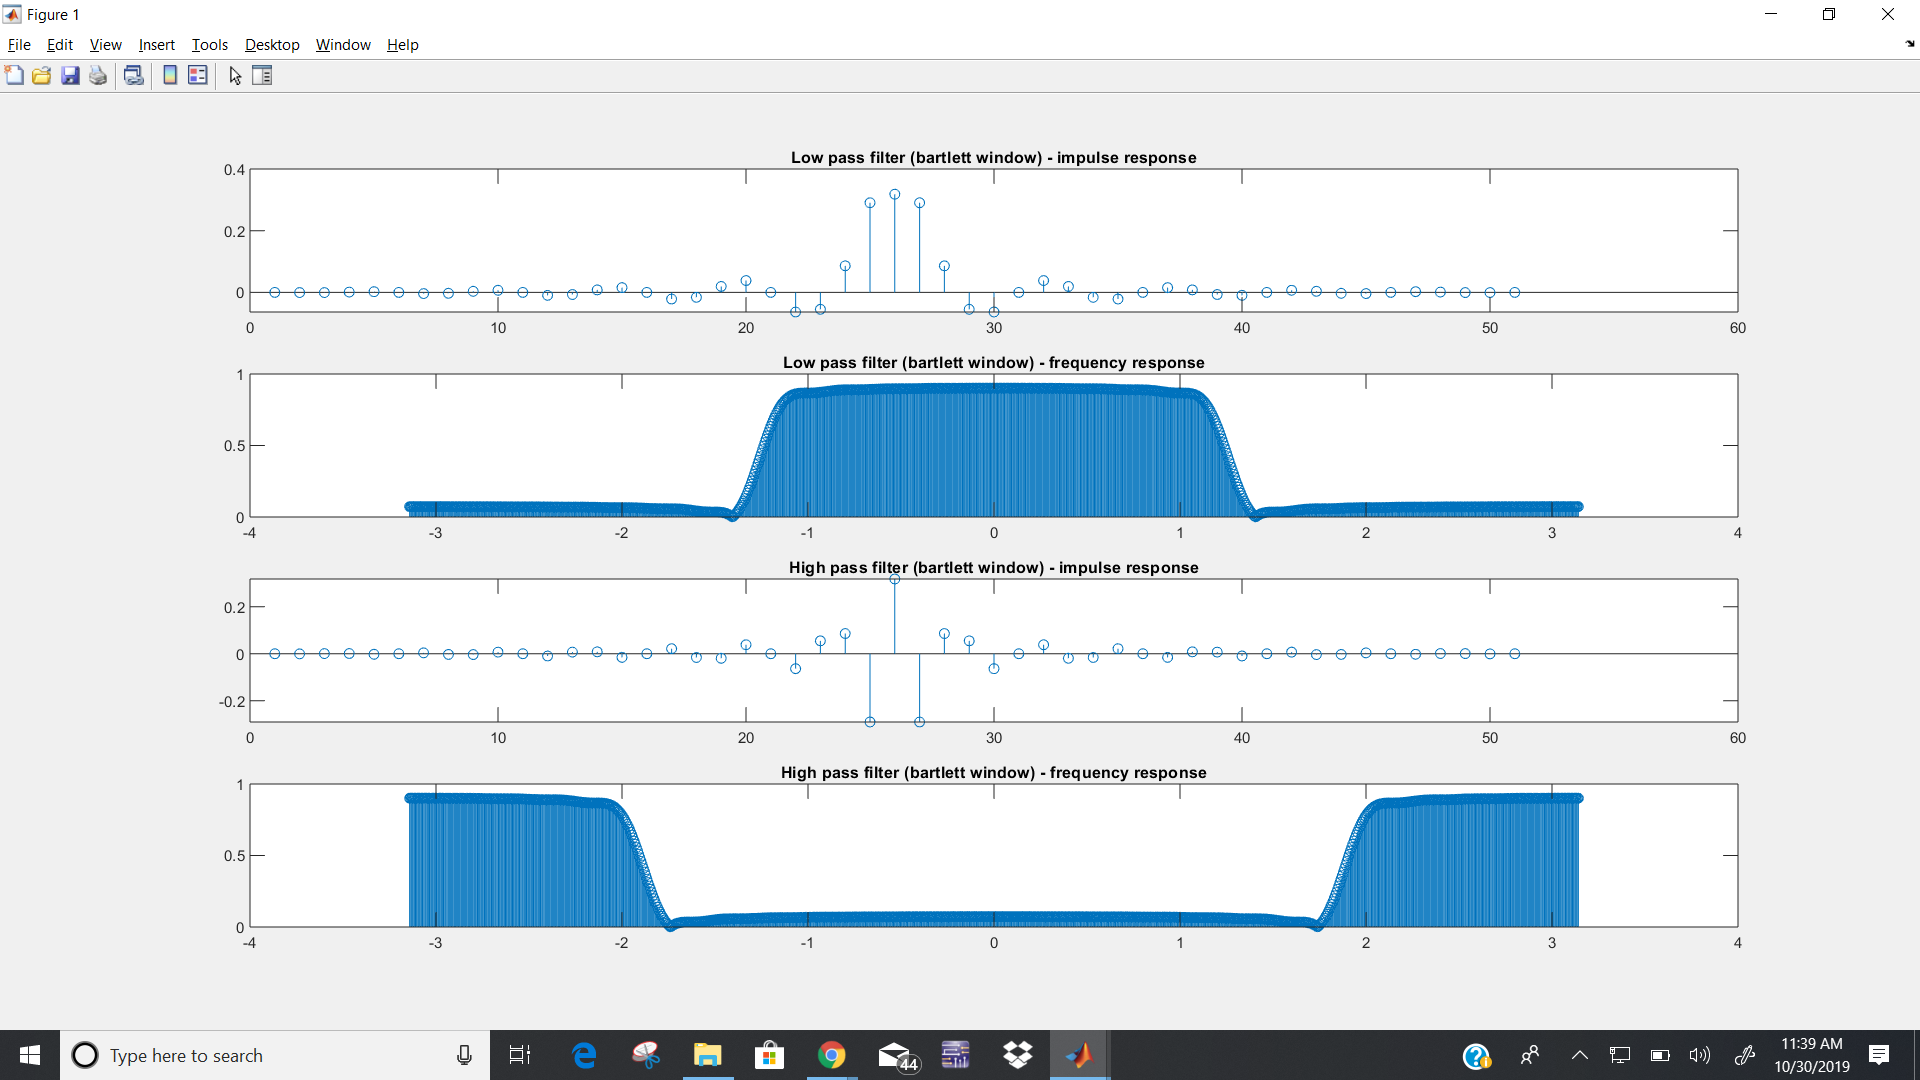 Figure 1
File Edit View Insert Tools Desktop Window Help
Low pass filter (bartlett window) - impulse response
0.4
0.2
0
0 10 20 30 40 50 60
Low pass filter (bartlett window) - frequency response
1
0.5
0
-4 -3 -2 -1 0 1 2 3 4
High pass filter (bartlett window) - impulse response
0.2
0
-0.2
0 10 20 30 40 50 60
High pass filter (bartlett window) - frequency response
1
0.5
0
-4 -3 -2 -1 0 1 2 3 4
Type here to search
44
11:39 AM
10/30/2019